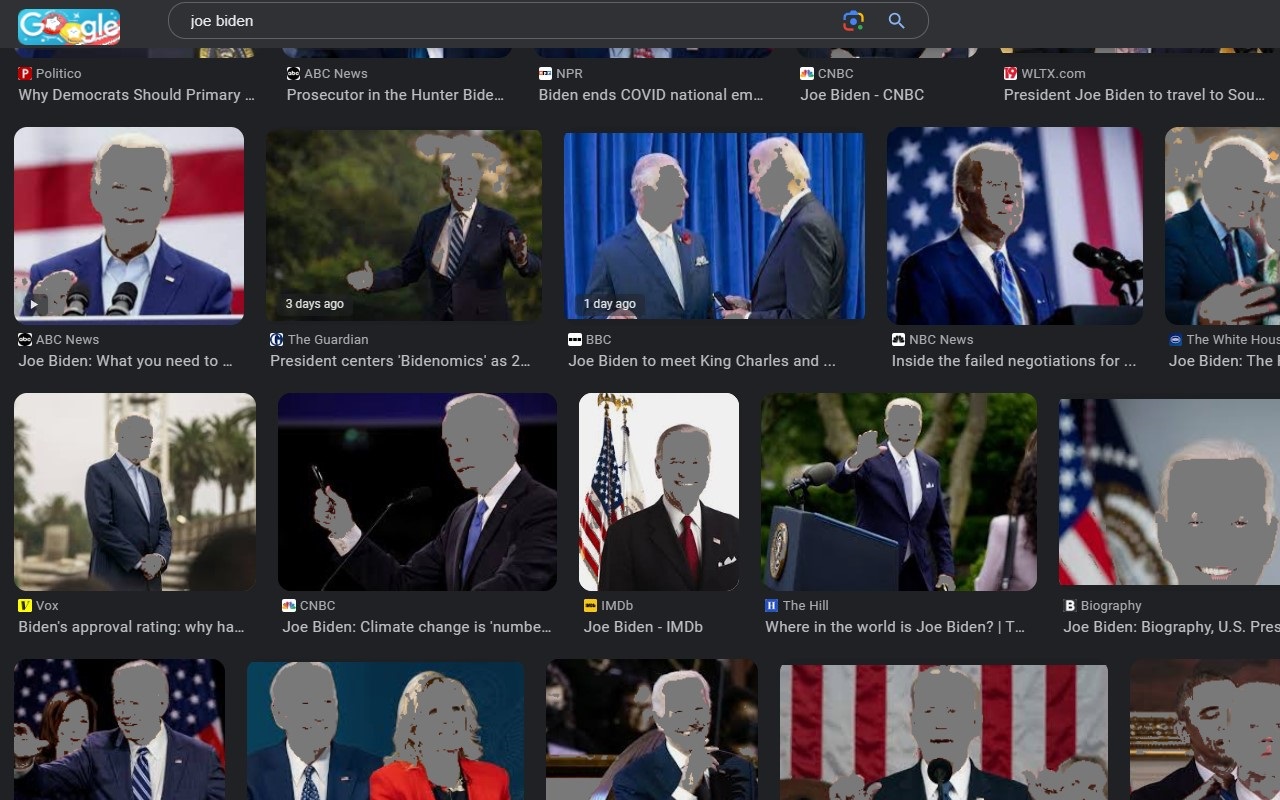 Google
joe biden
Politico
Why Democrats Should Primary ...
ABC News
Prosecutor in the Hunter Bide...
NPR
Biden ends COVID national em...
CNBC
Joe Biden - CNBC
WLTX.com
President Joe Biden to travel to Sou...
3 days ago
1 day ago
ABC News
Joe Biden: What you need to ...
The Guardian
President centers 'Bidenomics' as 2...
BBC
Joe Biden to meet King Charles and ...
NBC News
Inside the failed negotiations for ...
The White Hous
Joe Biden: The
Vox
Biden's approval rating: why ha...
CNBC
Joe Biden: Climate change is 'numbe...
IMDb
Joe Biden - IMDb
The Hill
Where in the world is Joe Biden? | T...
Biography
Joe Biden: Biography, U.S. Pres